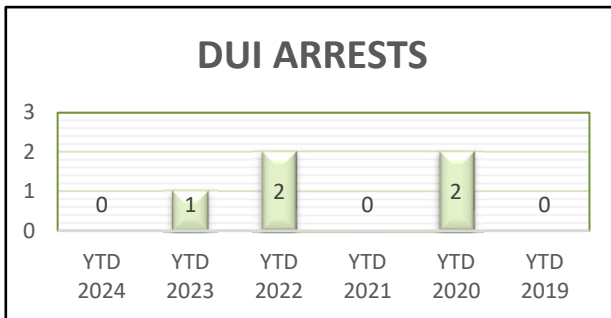 DUI ARRESTS
3
2
1
0
0 1 2 0 2 0
YTD YTD YTD YTD YTD YTD
2024 2023 2022 2021 2020 2019